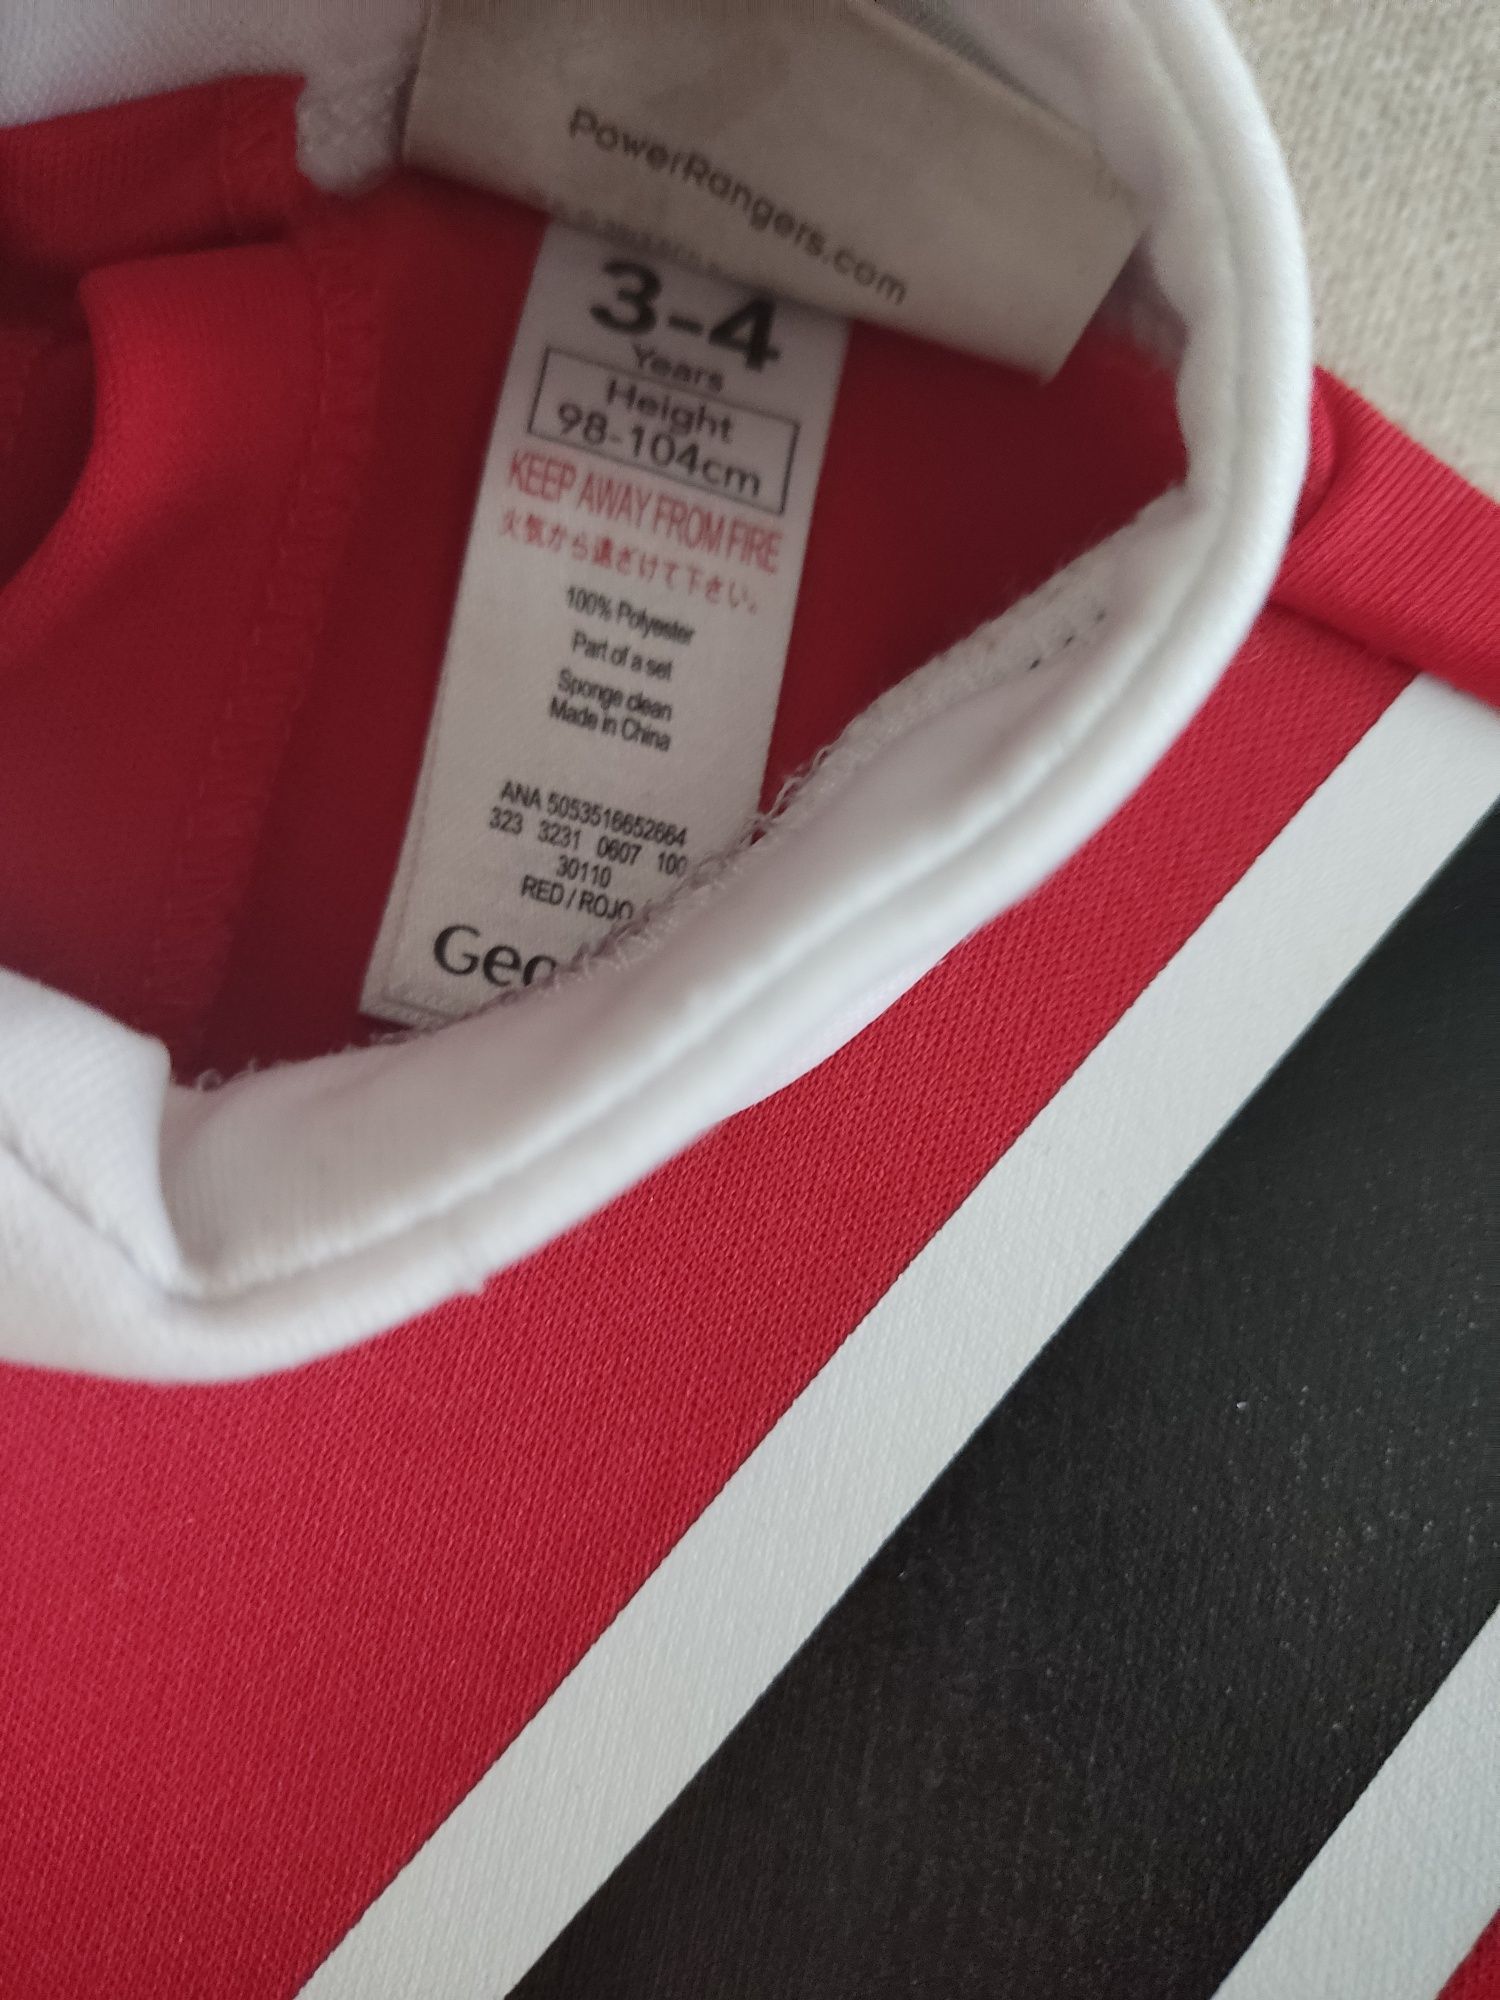 PowerRangers.com
3-4
Years
Height
98-104cm
KEEP AWAY FROM FIRE
火気から遠ざけて下さい。
100% Polyester
Part of a set
Sponge clean
Made in China
ANA 5053516652664
323 3231 0607 100
30110
RED / ROJO
Geo